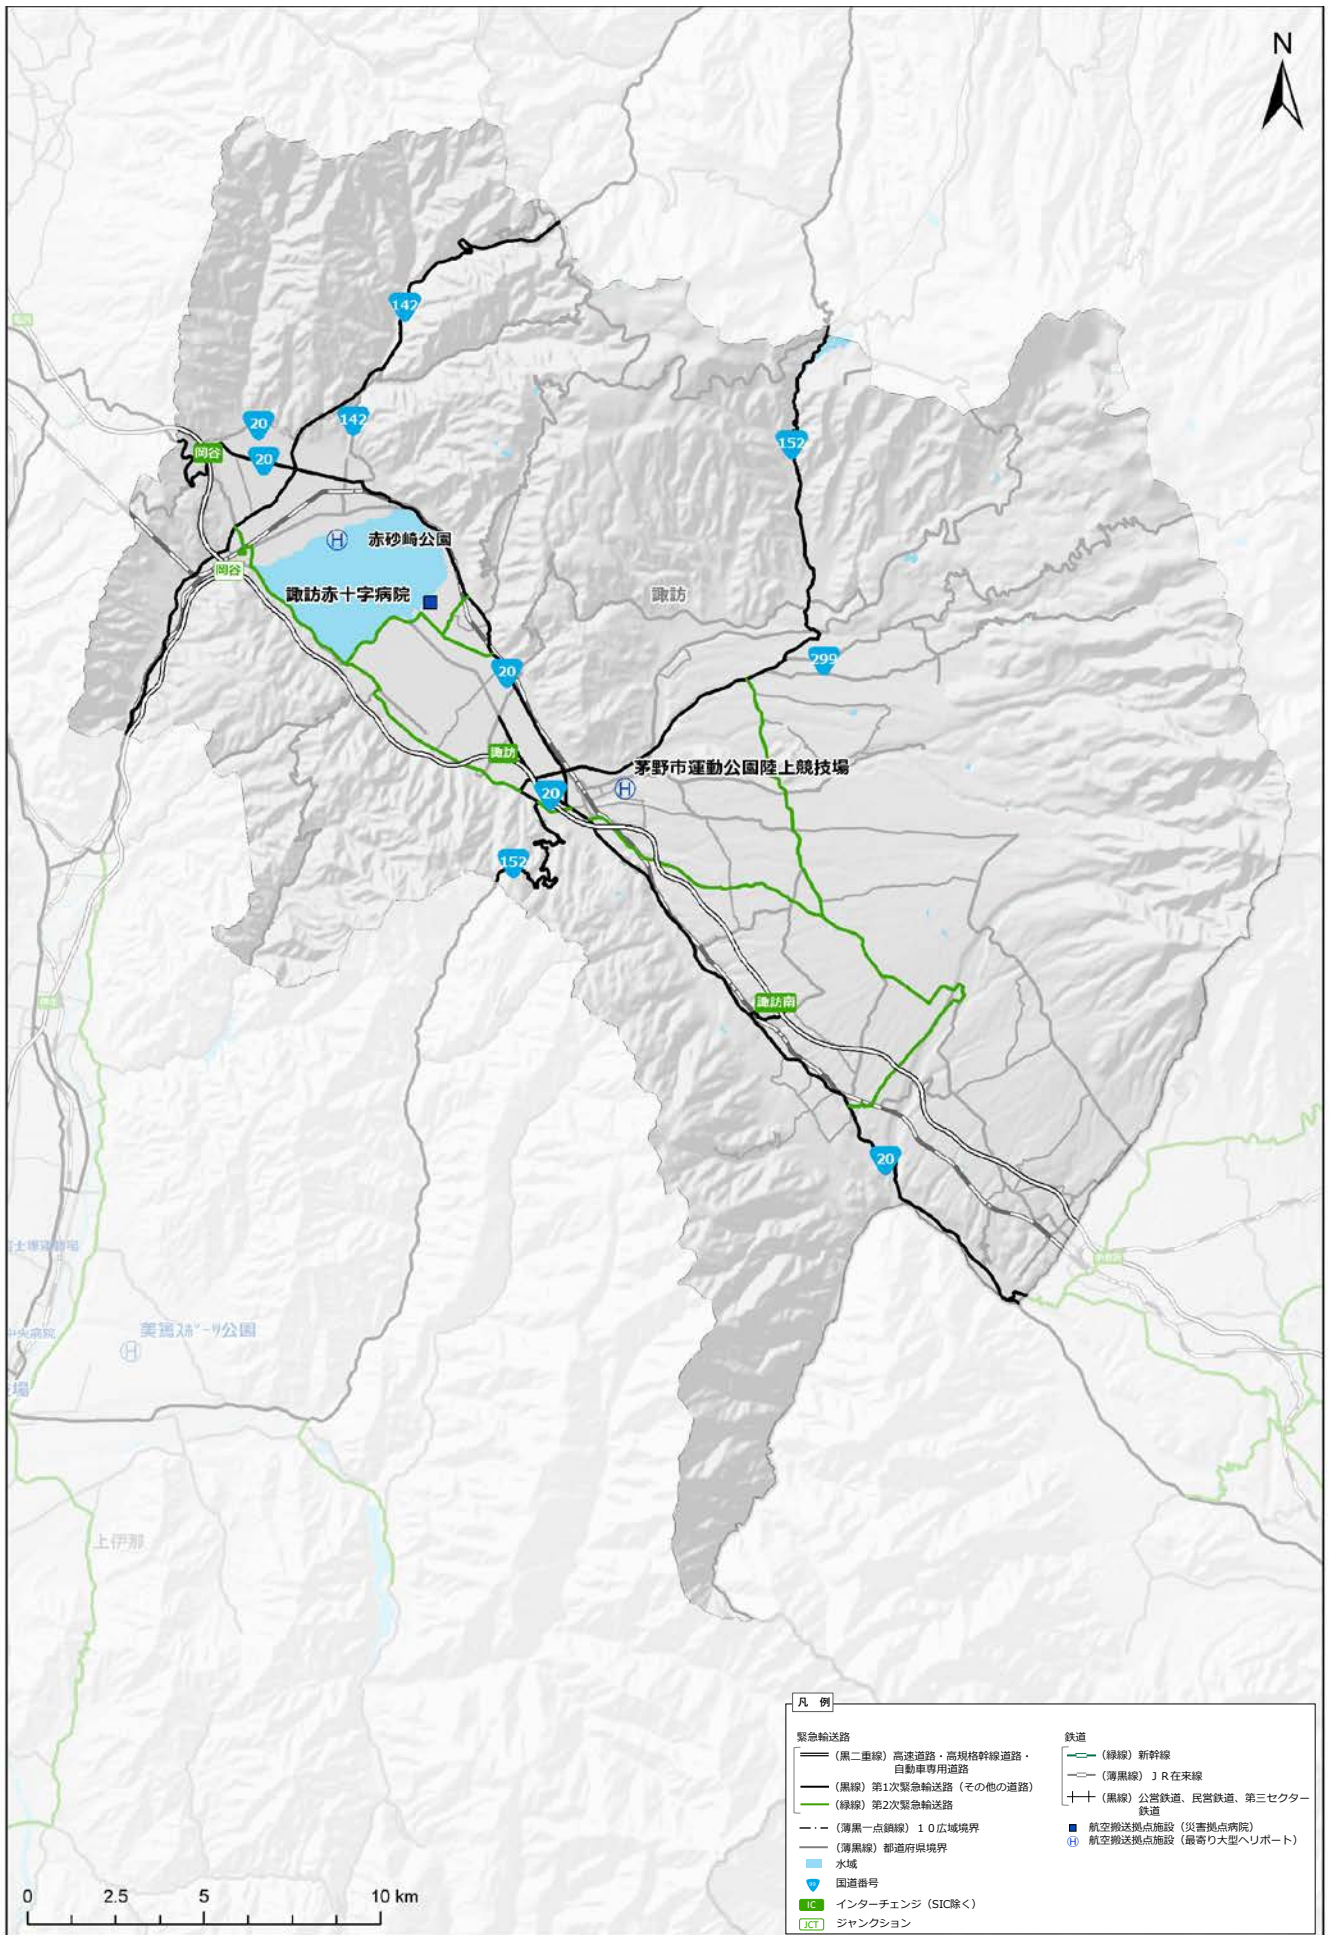 N
142
142
20
20
岡谷
152
赤砂崎公園
岡谷
諏訪赤十字病院
諏訪
299
20
諏訪
茅野市運動公園陸上競技場
20
152
諏訪南
20
美篶スポーツ公園
中央病院
場
上伊那
凡 例
緊急輸送路
(黒二重線)高速道路・高規格幹線道路・
自動車専用道路
(黒線)第1次緊急輸送路(その他の道路)
(緑線)第2次緊急輸送路
(薄黒一点鎖線)10広域境界
(薄黒線)都道府県境界
水域
国道番号
IC インターチェンジ(SIC除く)
JCT ジャンクション
鉄道
(緑線)新幹線
(薄黒線)JR在来線
(黒線)公営鉄道、民営鉄道、第三セクター
鉄道
航空搬送拠点施設(災害拠点病院)
H 航空搬送拠点施設(最寄り大型ヘリポート)
0 2.5 5 10 km